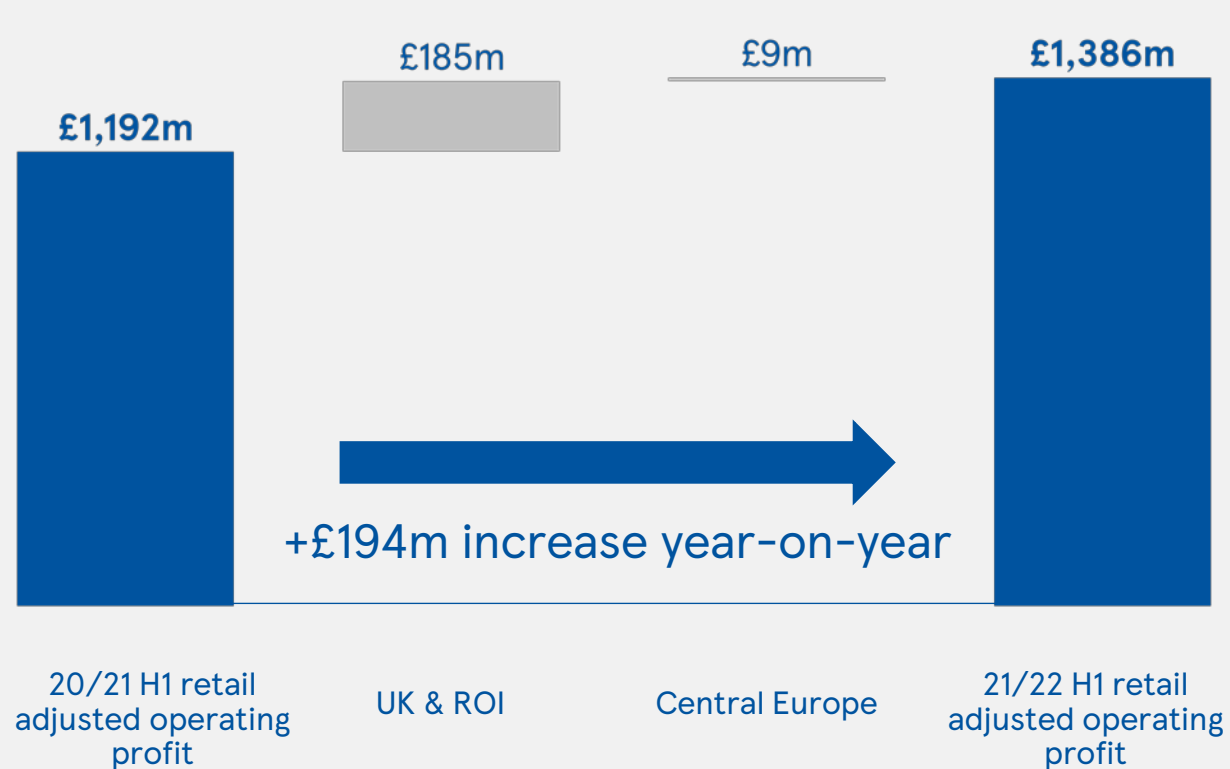 £1,192m
£185m
£9m
£1,386m
+£194m increase year-on-year
20/21 H1 retail
adjusted operating
profit
UK & ROI
Central Europe
21/22 H1 retail
adjusted operating
profit